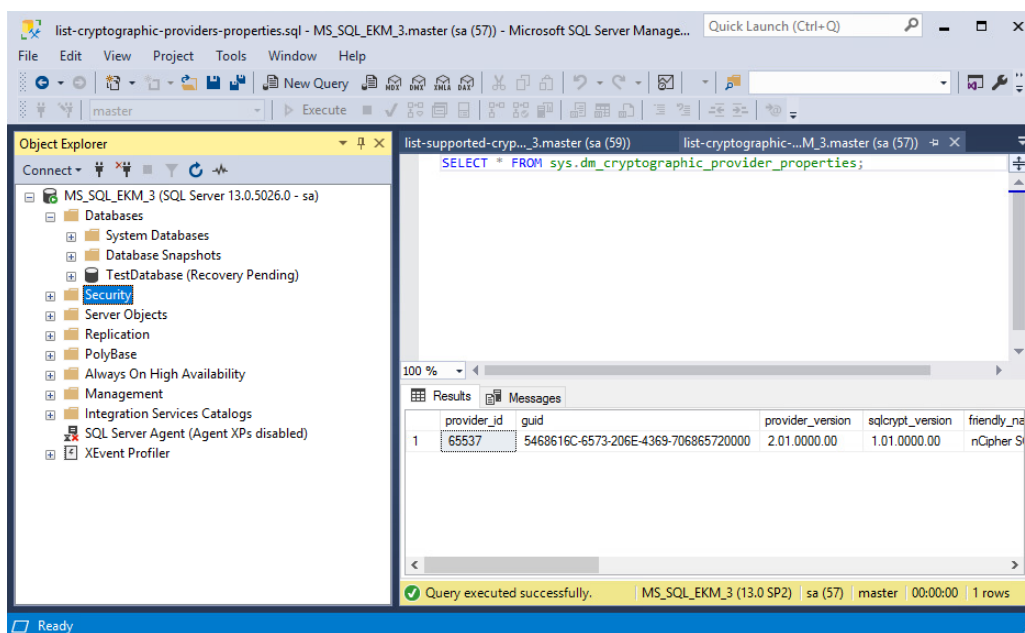 list-cryptographic-providers-properties.sql - MS_SQL_EKM_3.master (sa (57)) - Microsoft SQL Server Manage...
Quick Launch (Ctrl+Q)
File Edit View Project Tools Window Help
New Query MDX DMX XMLA DAX
master Execute
Object Explorer
list-supported-cryp..._3.master (sa (59)) list-cryptographic-...M_3.master (sa (57))
Connect
SELECT * FROM sys.dm_cryptographic_provider_properties;
MS_SQL_EKM_3 (SQL Server 13.0.5026.0 - sa)
Databases
System Databases
Database Snapshots
TestDatabase (Recovery Pending)
Security
Server Objects
Replication
PolyBase
Always On High Availability
Management
Integration Services Catalogs
SQL Server Agent (Agent XPs disabled)
XEvent Profiler
100 %
Results Messages
provider_id guid provider_version sqlcrypt_version friendly_na
1 65537 5468616C-6573-206E-4369-706865720000 2.01.0000.00 1.01.0000.00 nCipher S
Query executed successfully. MS_SQL_EKM_3 (13.0 SP2) sa (57) master 00:00:00 1 rows
Ready